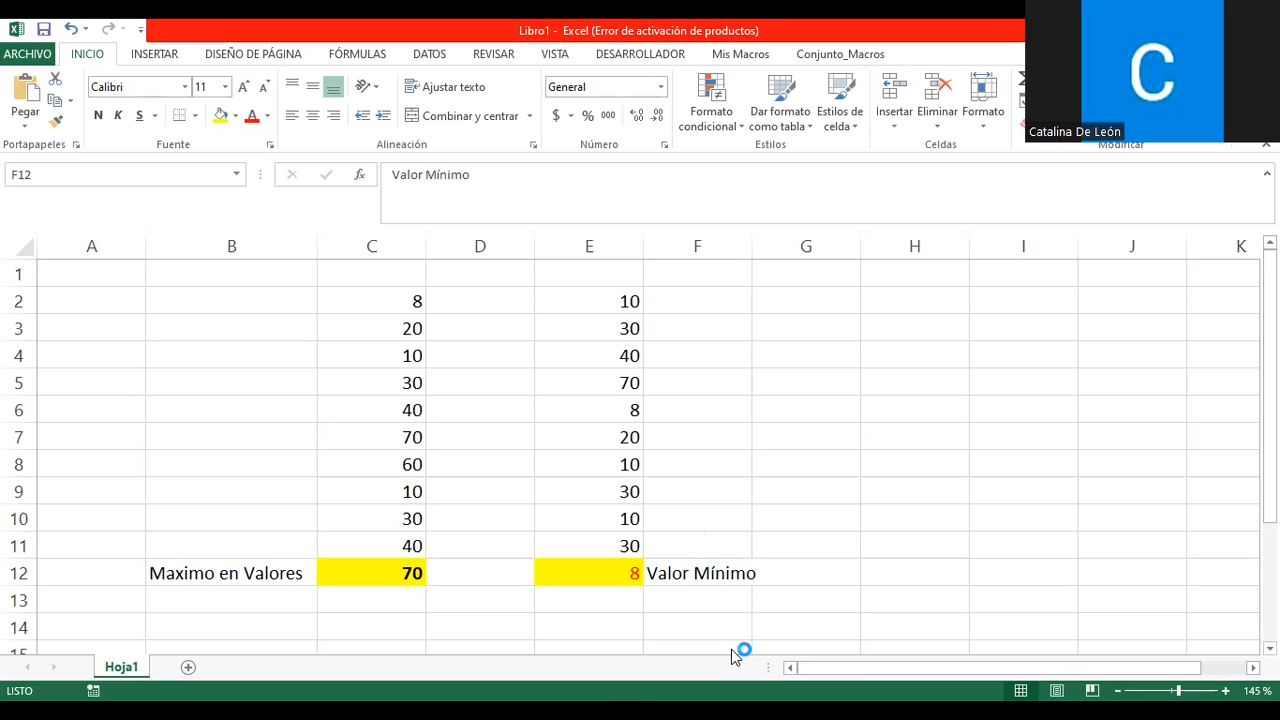 Libro1 - Excel (Error de activación de productos)
ARCHIVO INICIO INSERTAR DISEÑO DE PÁGINA FÓRMULAS DATOS REVISAR VISTA DESARROLLADOR Mis Macros Conjunto_Macros
C
Catalina De León
Pegar
Calibri 11
N K S
Ajustar texto
Combinar y centrar
General
$ % 000
Formato condicional
Dar formato como tabla
Estilos de celda
Insertar
Eliminar
Formato
Portapapeles Fuente Alineación Número Estilos Celdas Modificar
F12 fx Valor Mínimo
A B C D E F G H I J K
1
2 8 10
3 20 30
4 10 40
5 30 70
6 40 8
7 70 20
8 60 10
9 10 30
10 30 10
11 40 30
12 Maximo en Valores 70 8 Valor Mínimo
13
14
15
Hoja1
LISTO 145 %